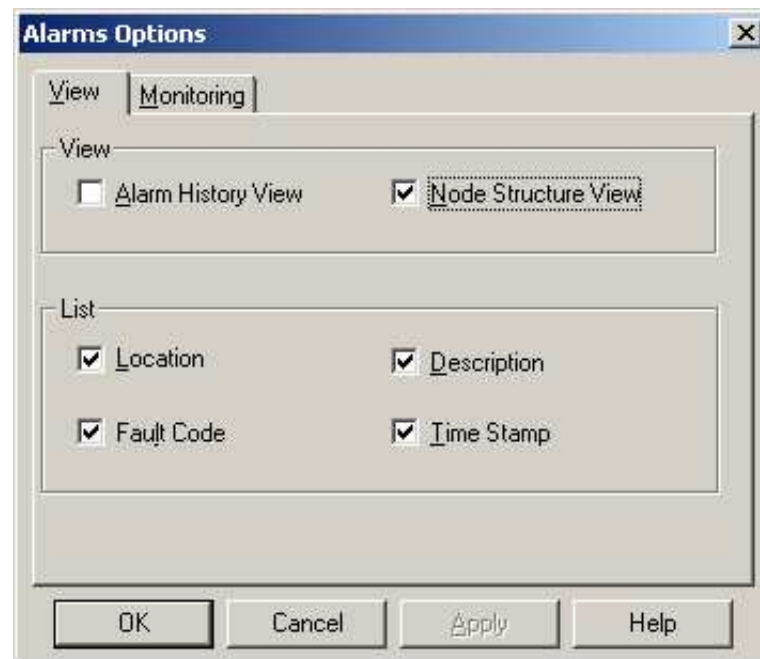 Alarms Options
View Monitoring
View
Alarm History View Node Structure View
List
Location Description
Fault Code Time Stamp
OK Cancel Apply Help